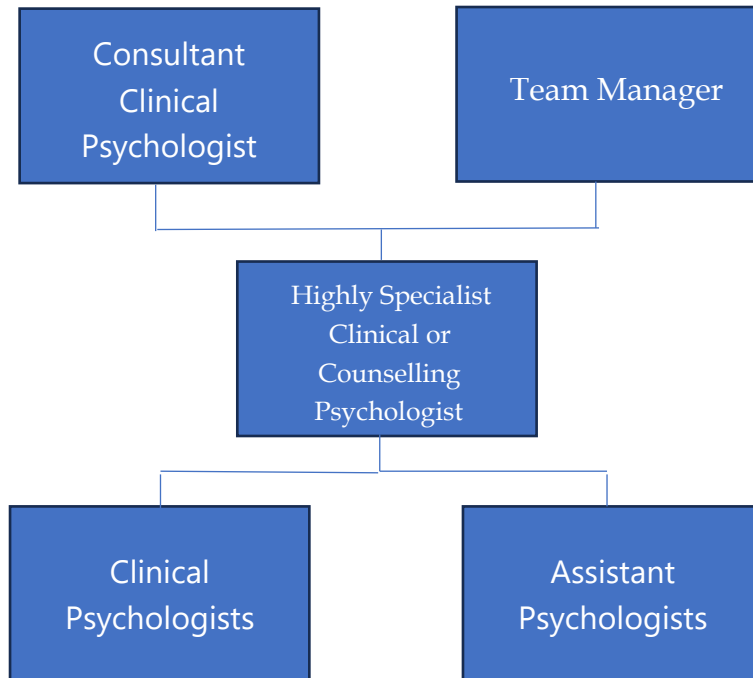 Consultant
Clinical
Psychologist
Team Manager
Highly Specialist
Clinical or
Counselling
Psychologist
Clinical
Psychologists
Assistant
Psychologists